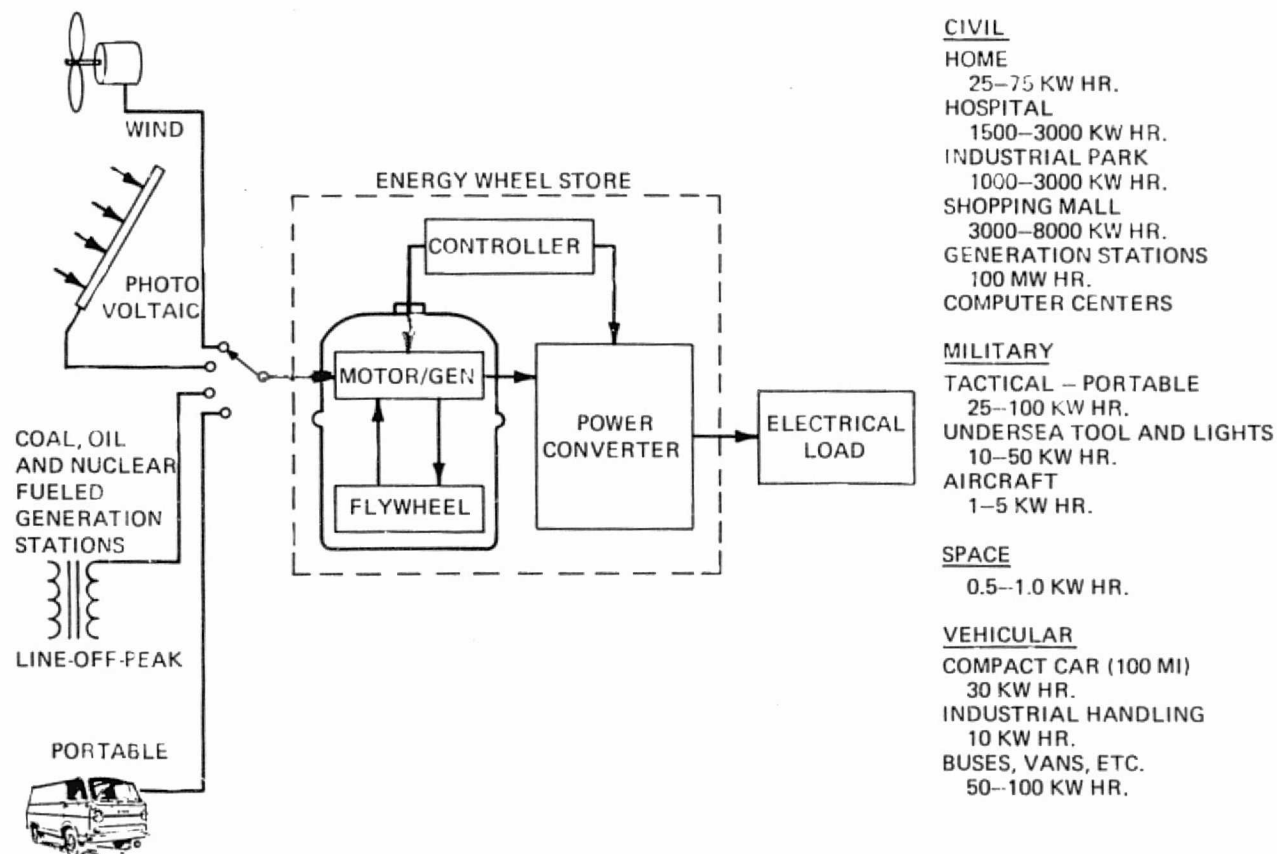 WIND
PHOTO
VOLTAIC
COAL, OIL
AND NUCLEAR
FUELED
GENERATION
STATIONS
LINE-OFF-PEAK
PORTABLE
ENERGY WHEEL STORE
CONTROLLER
MOTOR/GEN
FLYWHEEL
POWER
CONVERTER
ELECTRICAL
LOAD
CIVIL
HOME
25–75 KW HR.
HOSPITAL
1500–3000 KW HR.
INDUSTRIAL PARK
1000–3000 KW HR.
SHOPPING MALL
3000–8000 KW HR.
GENERATION STATIONS
100 MW HR.
COMPUTER CENTERS
MILITARY
TACTICAL – PORTABLE
25–100 KW HR.
UNDERSEA TOOL AND LIGHTS
10–50 KW HR.
AIRCRAFT
1–5 KW HR.
SPACE
0.5–1.0 KW HR.
VEHICULAR
COMPACT CAR (100 MI)
30 KW HR.
INDUSTRIAL HANDLING
10 KW HR.
BUSES, VANS, ETC.
50–100 KW HR.